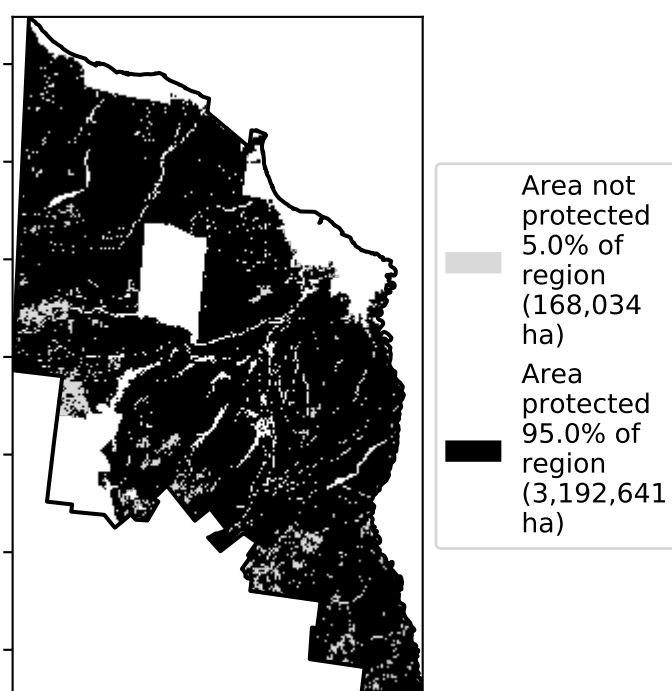 Area not
protected
5.0% of
region
(168,034
ha)
Area
protected
95.0% of
region
(3,192,641
ha)